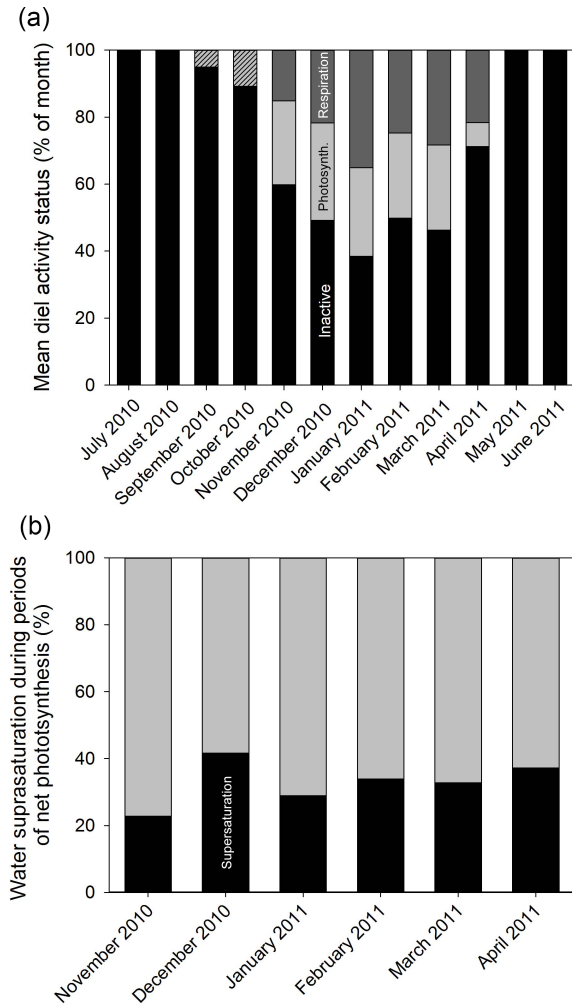 (a)
Mean diel activity status (% of month)
100
80
60
40
20
0
Respiration
Photosynth.
Inactive
July 2010
August 2010
September 2010
October 2010
November 2010
December 2010
January 2011
February 2011
March 2011
April 2011
May 2011
June 2011
(b)
Water suprasaturation during periods
of net phototsynthesis (%)
100
80
60
40
20
0
Supersaturation
November 2010
December 2010
January 2011
February 2011
March 2011
April 2011